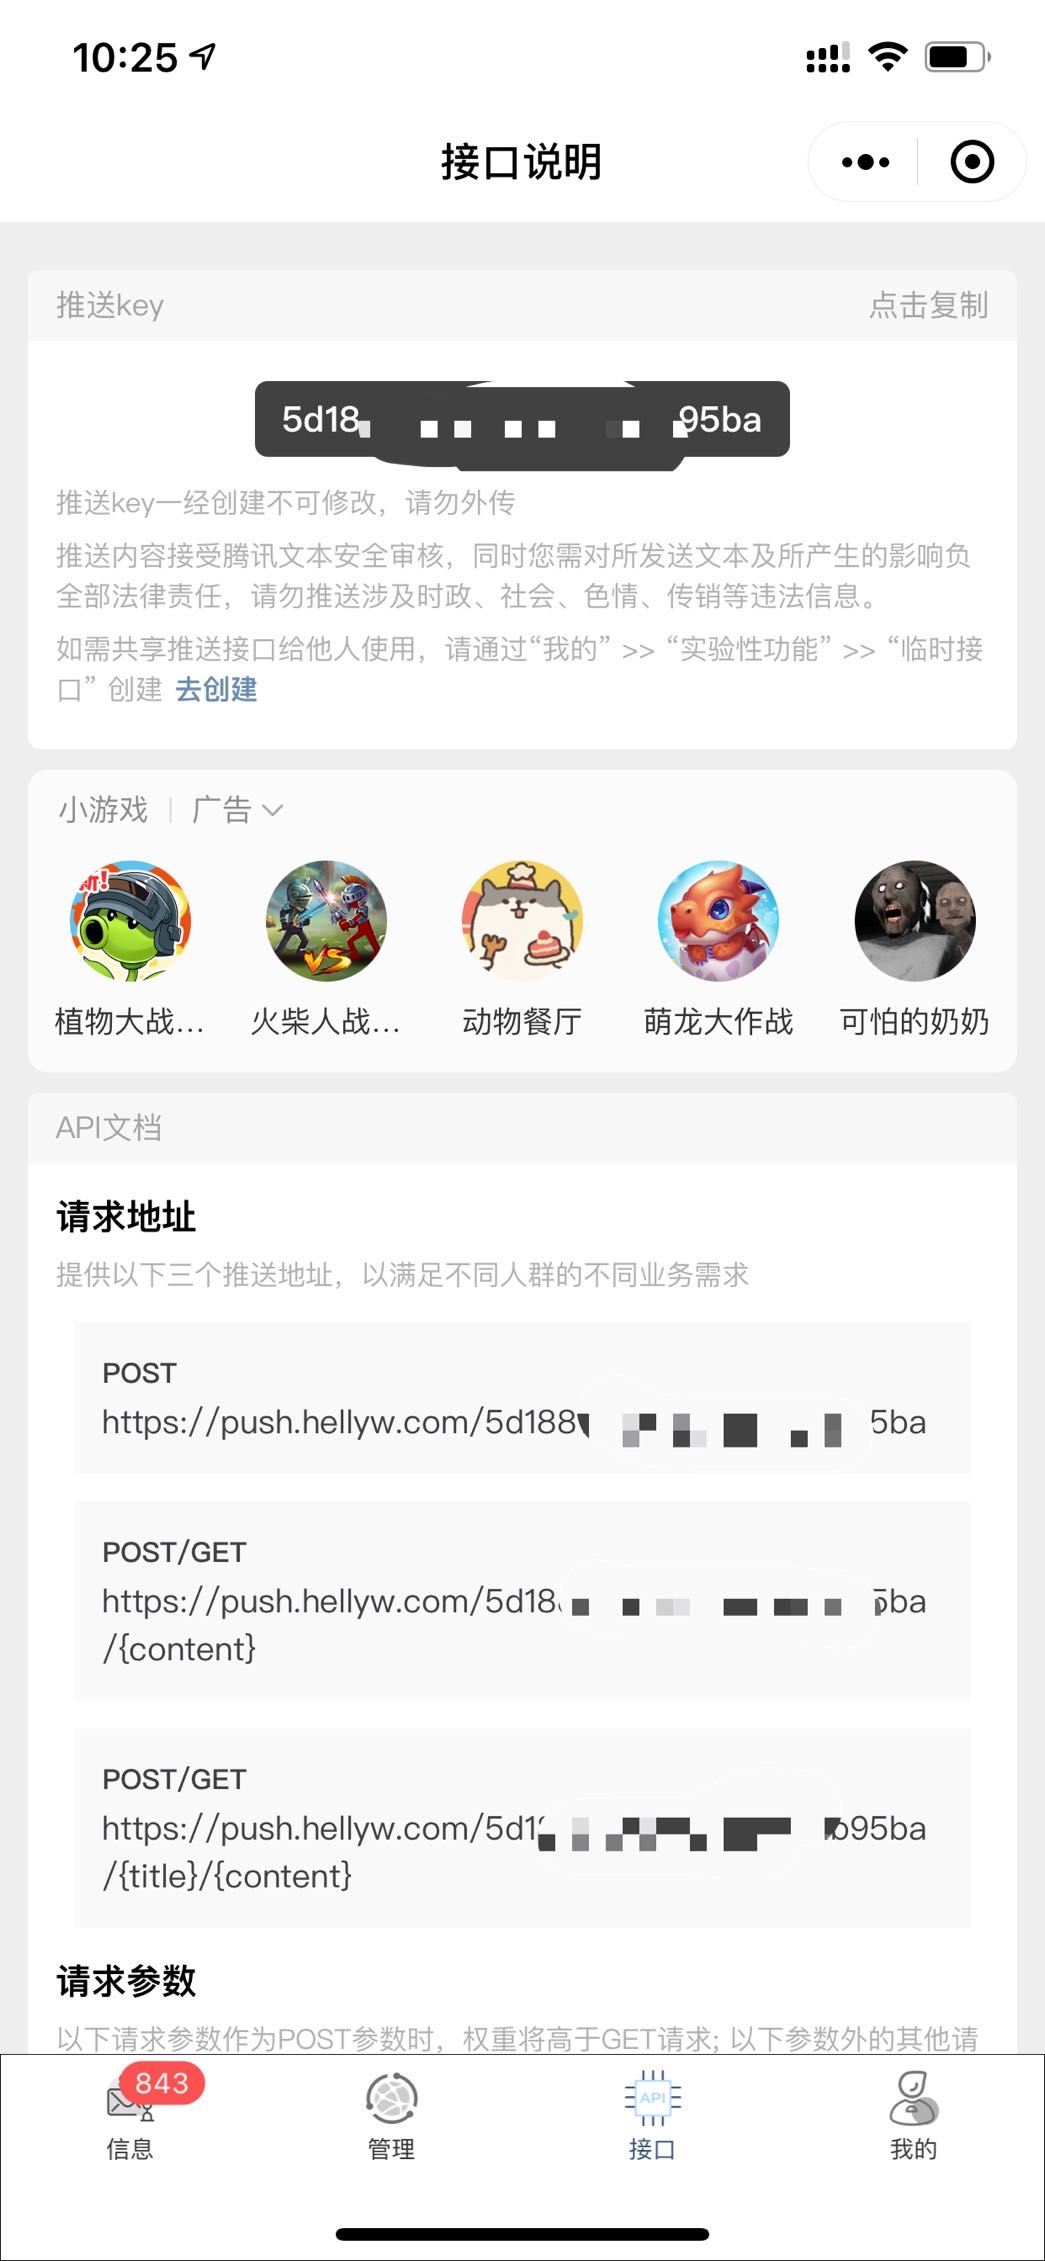 10:25
接口说明
推送key
点击复制
5d18 95ba
推送key一经创建不可修改，请勿外传
推送内容接受腾讯文本安全审核，同时您需对所发送文本及所产生的影响负
全部法律责任，请勿推送涉及时政、社会、色情、传销等违法信息。
如需共享推送接口给他人使用，请通过“我的” >> “实验性功能” >> “临时接
口” 创建 去创建
小游戏 | 广告
新!
VS
植物大战...
火柴人战...
动物餐厅
萌龙大作战
可怕的奶奶
API文档
请求地址
提供以下三个推送地址，以满足不同人群的不同业务需求
POST
https://push.hellyw.com/5d188 5ba
POST/GET
https://push.hellyw.com/5d18 5ba
/{content}
POST/GET
https://push.hellyw.com/5d1 b95ba
/{title}/{content}
请求参数
以下请求参数作为POST参数时，权重将高于GET请求; 以下参数外的其他请
843
API
信息
管理
接口
我的